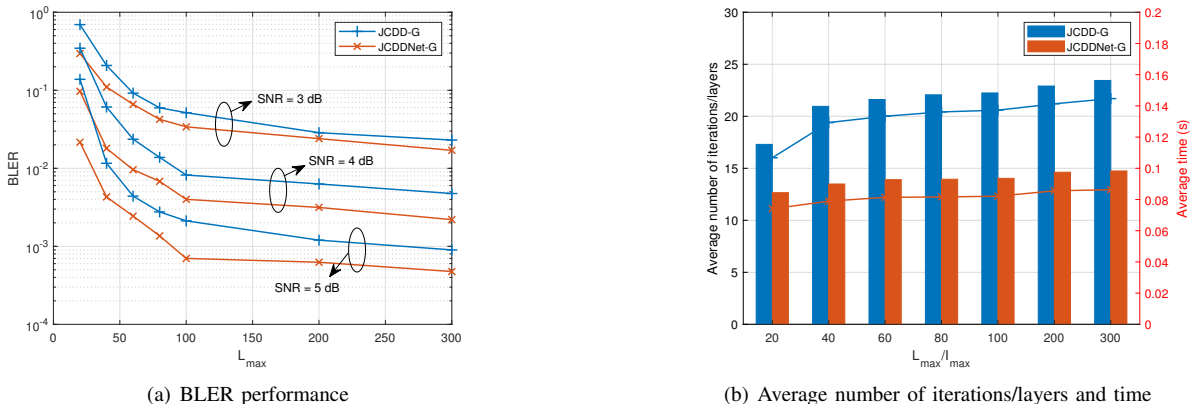 10^0
10^-1
10^-2
10^-3
10^-4
BLER
0 50 100 150 200 250 300
L_max
JCDD-G
JCDDNet-G
SNR = 3 dB
SNR = 4 dB
SNR = 5 dB
(a) BLER performance
30
25
20
15
10
5
0
Average number of iterations/layers
20 40 60 80 100 200 300
L_max/I_max
JCDD-G
JCDDNet-G
0.2
0.18
0.16
0.14
0.12
0.1
0.08
0.06
0.04
0.02
0
Average time (s)
(b) Average number of iterations/layers and time